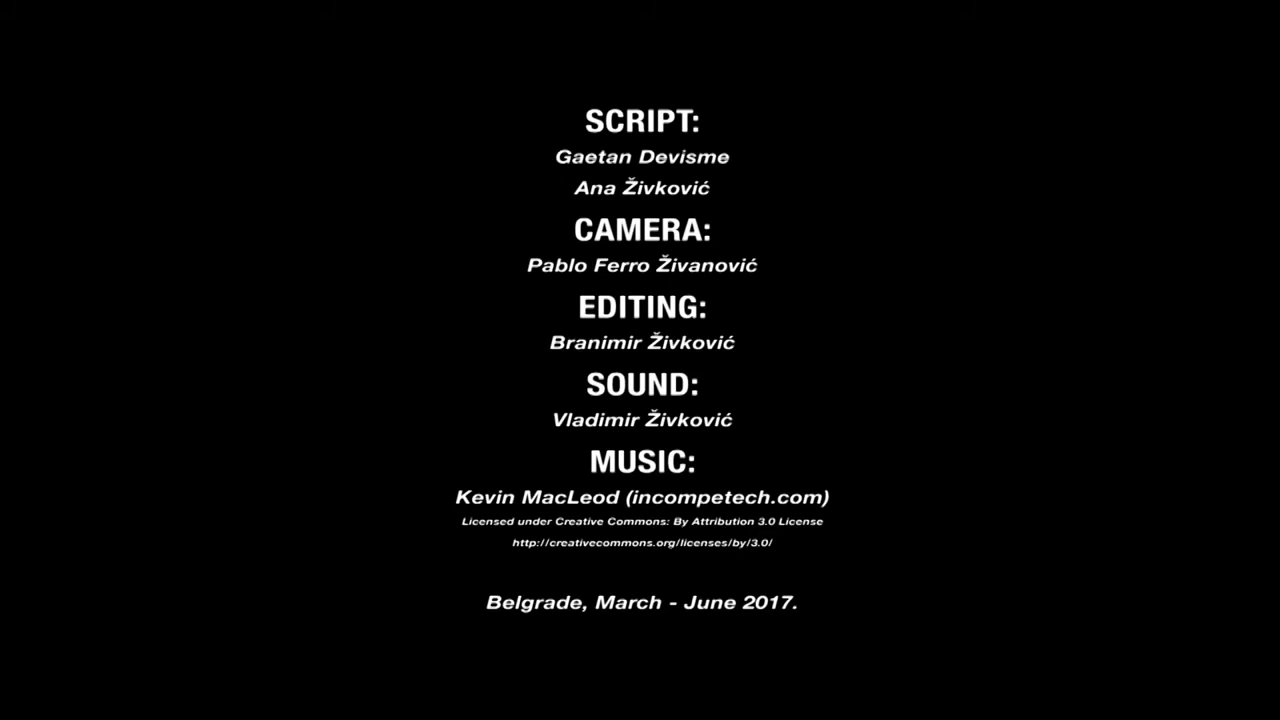 SCRIPT:
Gaetan Devisme
Ana Živković
CAMERA:
Pablo Ferro Živanović
EDITING:
Branimir Živković
SOUND:
Vladimir Živković
MUSIC:
Kevin MacLeod (incompetech.com)
Licensed under Creative Commons: By Attribution 3.0 License
http://creativecommons.org/licenses/by/3.0/
Belgrade, March - June 2017.